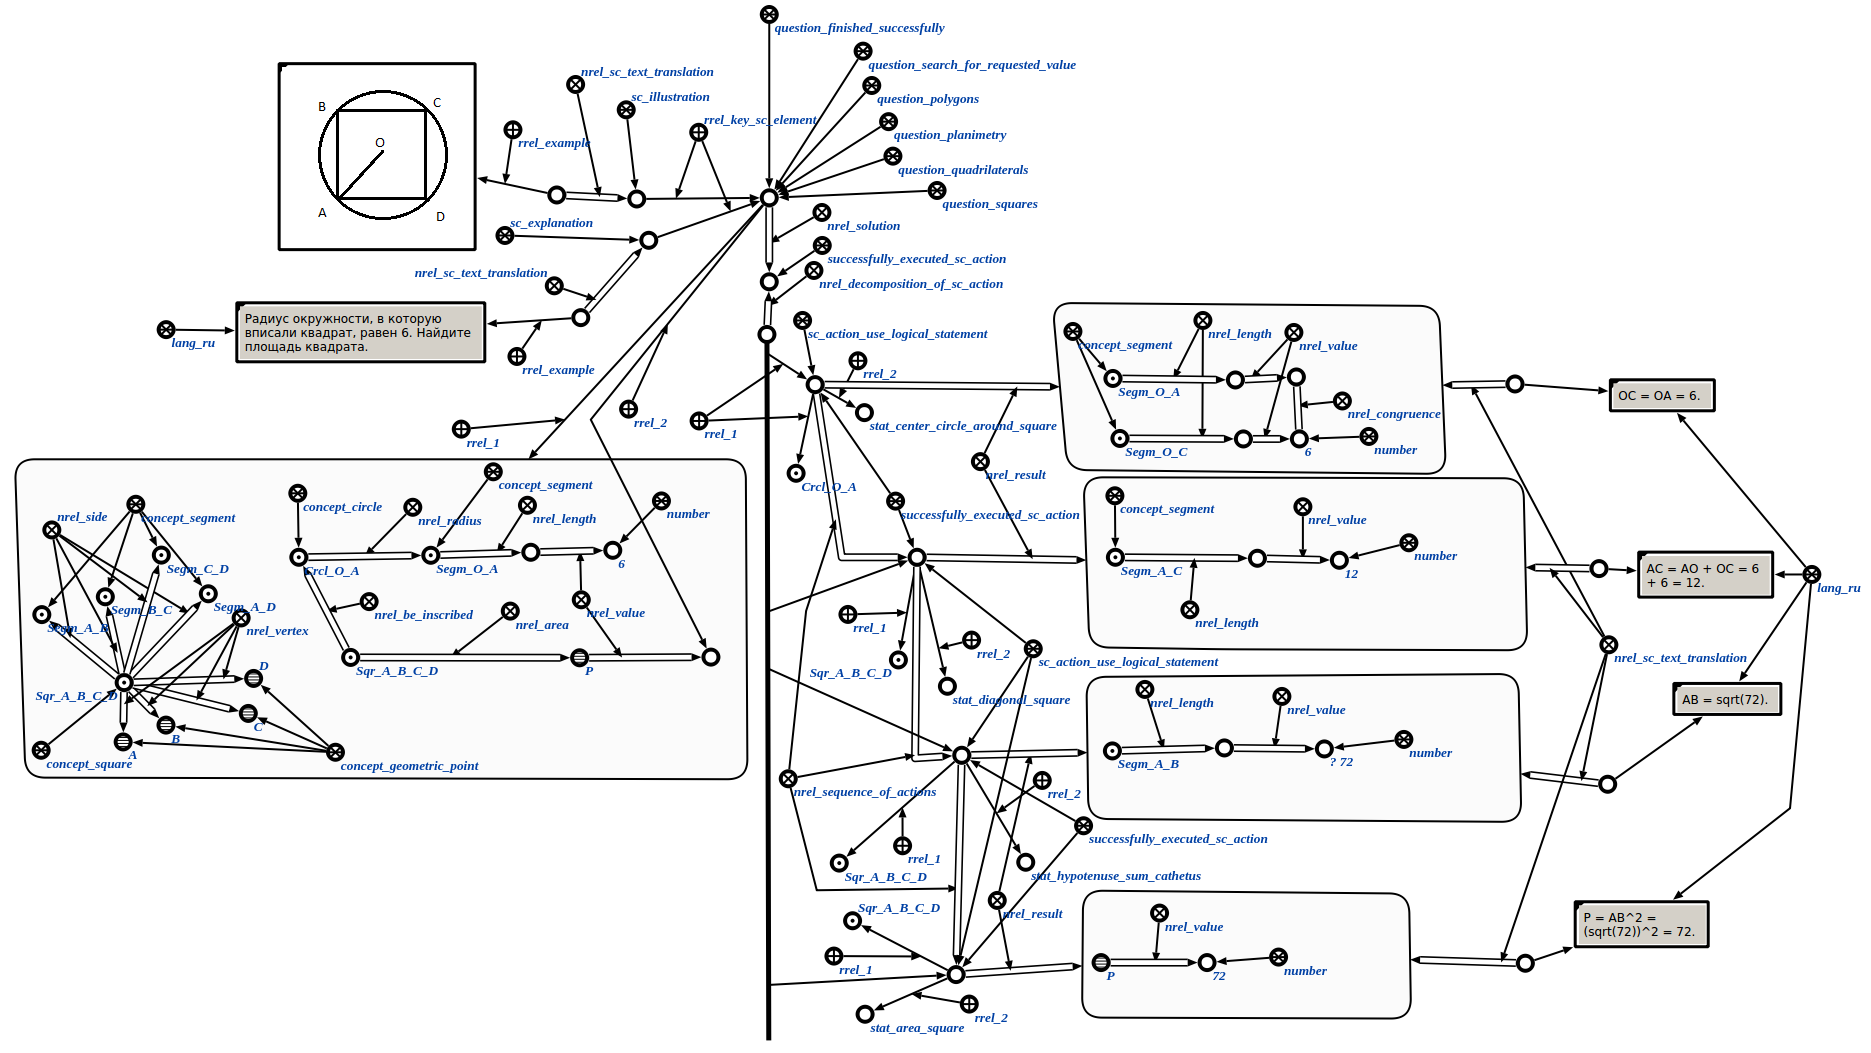 question_finished_successfully
question_search_for_requested_value
question_polygons
question_planimetry
question_quadrilaterals
question_squares
nrel_sc_text_translation
sc_illustration
rrel_key_sc_element
rrel_example
B
C
O
A
D
sc_explanation
nrel_sc_text_translation
lang_ru
Радиус окружности, в которую
вписали квадрат, равен 6. Найдите
площадь квадрата.
rrel_example
rrel_1
rrel_2
nrel_solution
successfully_executed_sc_action
nrel_decomposition_of_sc_action
sc_action_use_logical_statement
rrel_2
rrel_1
stat_center_circle_around_square
Crcl_O_A
nrel_result
successfully_executed_sc_action
concept_segment
nrel_length
nrel_value
Segm_O_A
nrel_congruence
Segm_O_C
6
number
OC = OA = 6.
nrel_side
concept_segment
Segm_C_D
Segm_B_C
Segm_A_D
Segm_A_B
nrel_vertex
D
Sqr_A_B_C_D
C
B
A
concept_square
concept_geometric_point
concept_circle
nrel_radius
concept_segment
nrel_length
number
Crcl_O_A
Segm_O_A
6
nrel_be_inscribed
nrel_area
nrel_value
Sqr_A_B_C_D
P
concept_segment
nrel_value
number
Segm_A_C
12
nrel_length
AC = AO + OC = 6
+ 6 = 12.
lang_ru
nrel_sc_text_translation
rrel_1
rrel_2
Sqr_A_B_C_D
sc_action_use_logical_statement
stat_diagonal_square
nrel_length
nrel_value
number
Segm_A_B
? 72
AB = sqrt(72).
nrel_sequence_of_actions
rrel_2
rrel_1
successfully_executed_sc_action
Sqr_A_B_C_D
stat_hypotenuse_sum_cathetus
Sqr_A_B_C_D
nrel_result
rrel_1
rrel_2
stat_area_square
nrel_value
P
72
number
P = AB^2 =
(sqrt(72))^2 = 72.